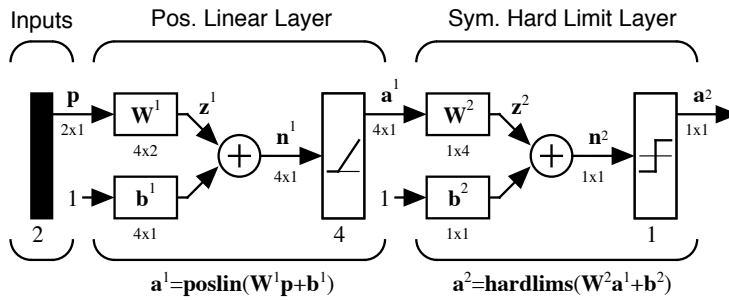 Inputs Pos. Linear Layer Sym. Hard Limit Layer
p a¹ a²
W¹ z¹ W² z²
2x1 n¹ 4x1 n² 1x1
4x2 1x4
1 b¹ 4x1 1 b² 1x1
2 4x1 4 1x1 1
a¹=poslin(W¹p+b¹) a²=hardlims(W²a¹+b²)